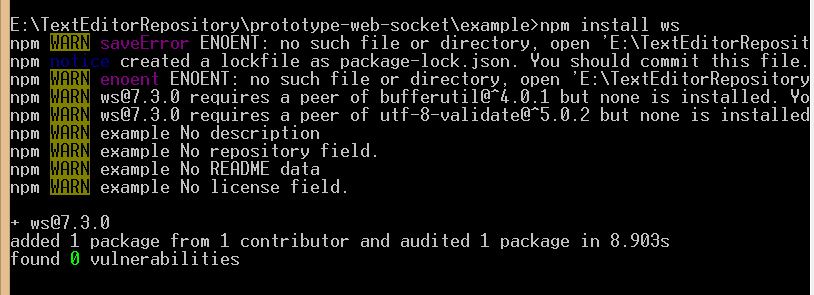 E:\TextEditorRepository\prototype-web-socket\example>npm install ws
npm WARN saveError ENOENT: no such file or directory, open 'E:\TextEditorReposit
npm notice created a lockfile as package-lock.json. You should commit this file.
npm WARN enoent ENOENT: no such file or directory, open 'E:\TextEditorRepository
npm WARN ws@7.3.0 requires a peer of bufferutil@^4.0.1 but none is installed. Yo
npm WARN ws@7.3.0 requires a peer of utf-8-validate@^5.0.2 but none is installed
npm WARN example No description
npm WARN example No repository field.
npm WARN example No README data
npm WARN example No license field.
+ ws@7.3.0
added 1 package from 1 contributor and audited 1 package in 8.903s
found 0 vulnerabilities